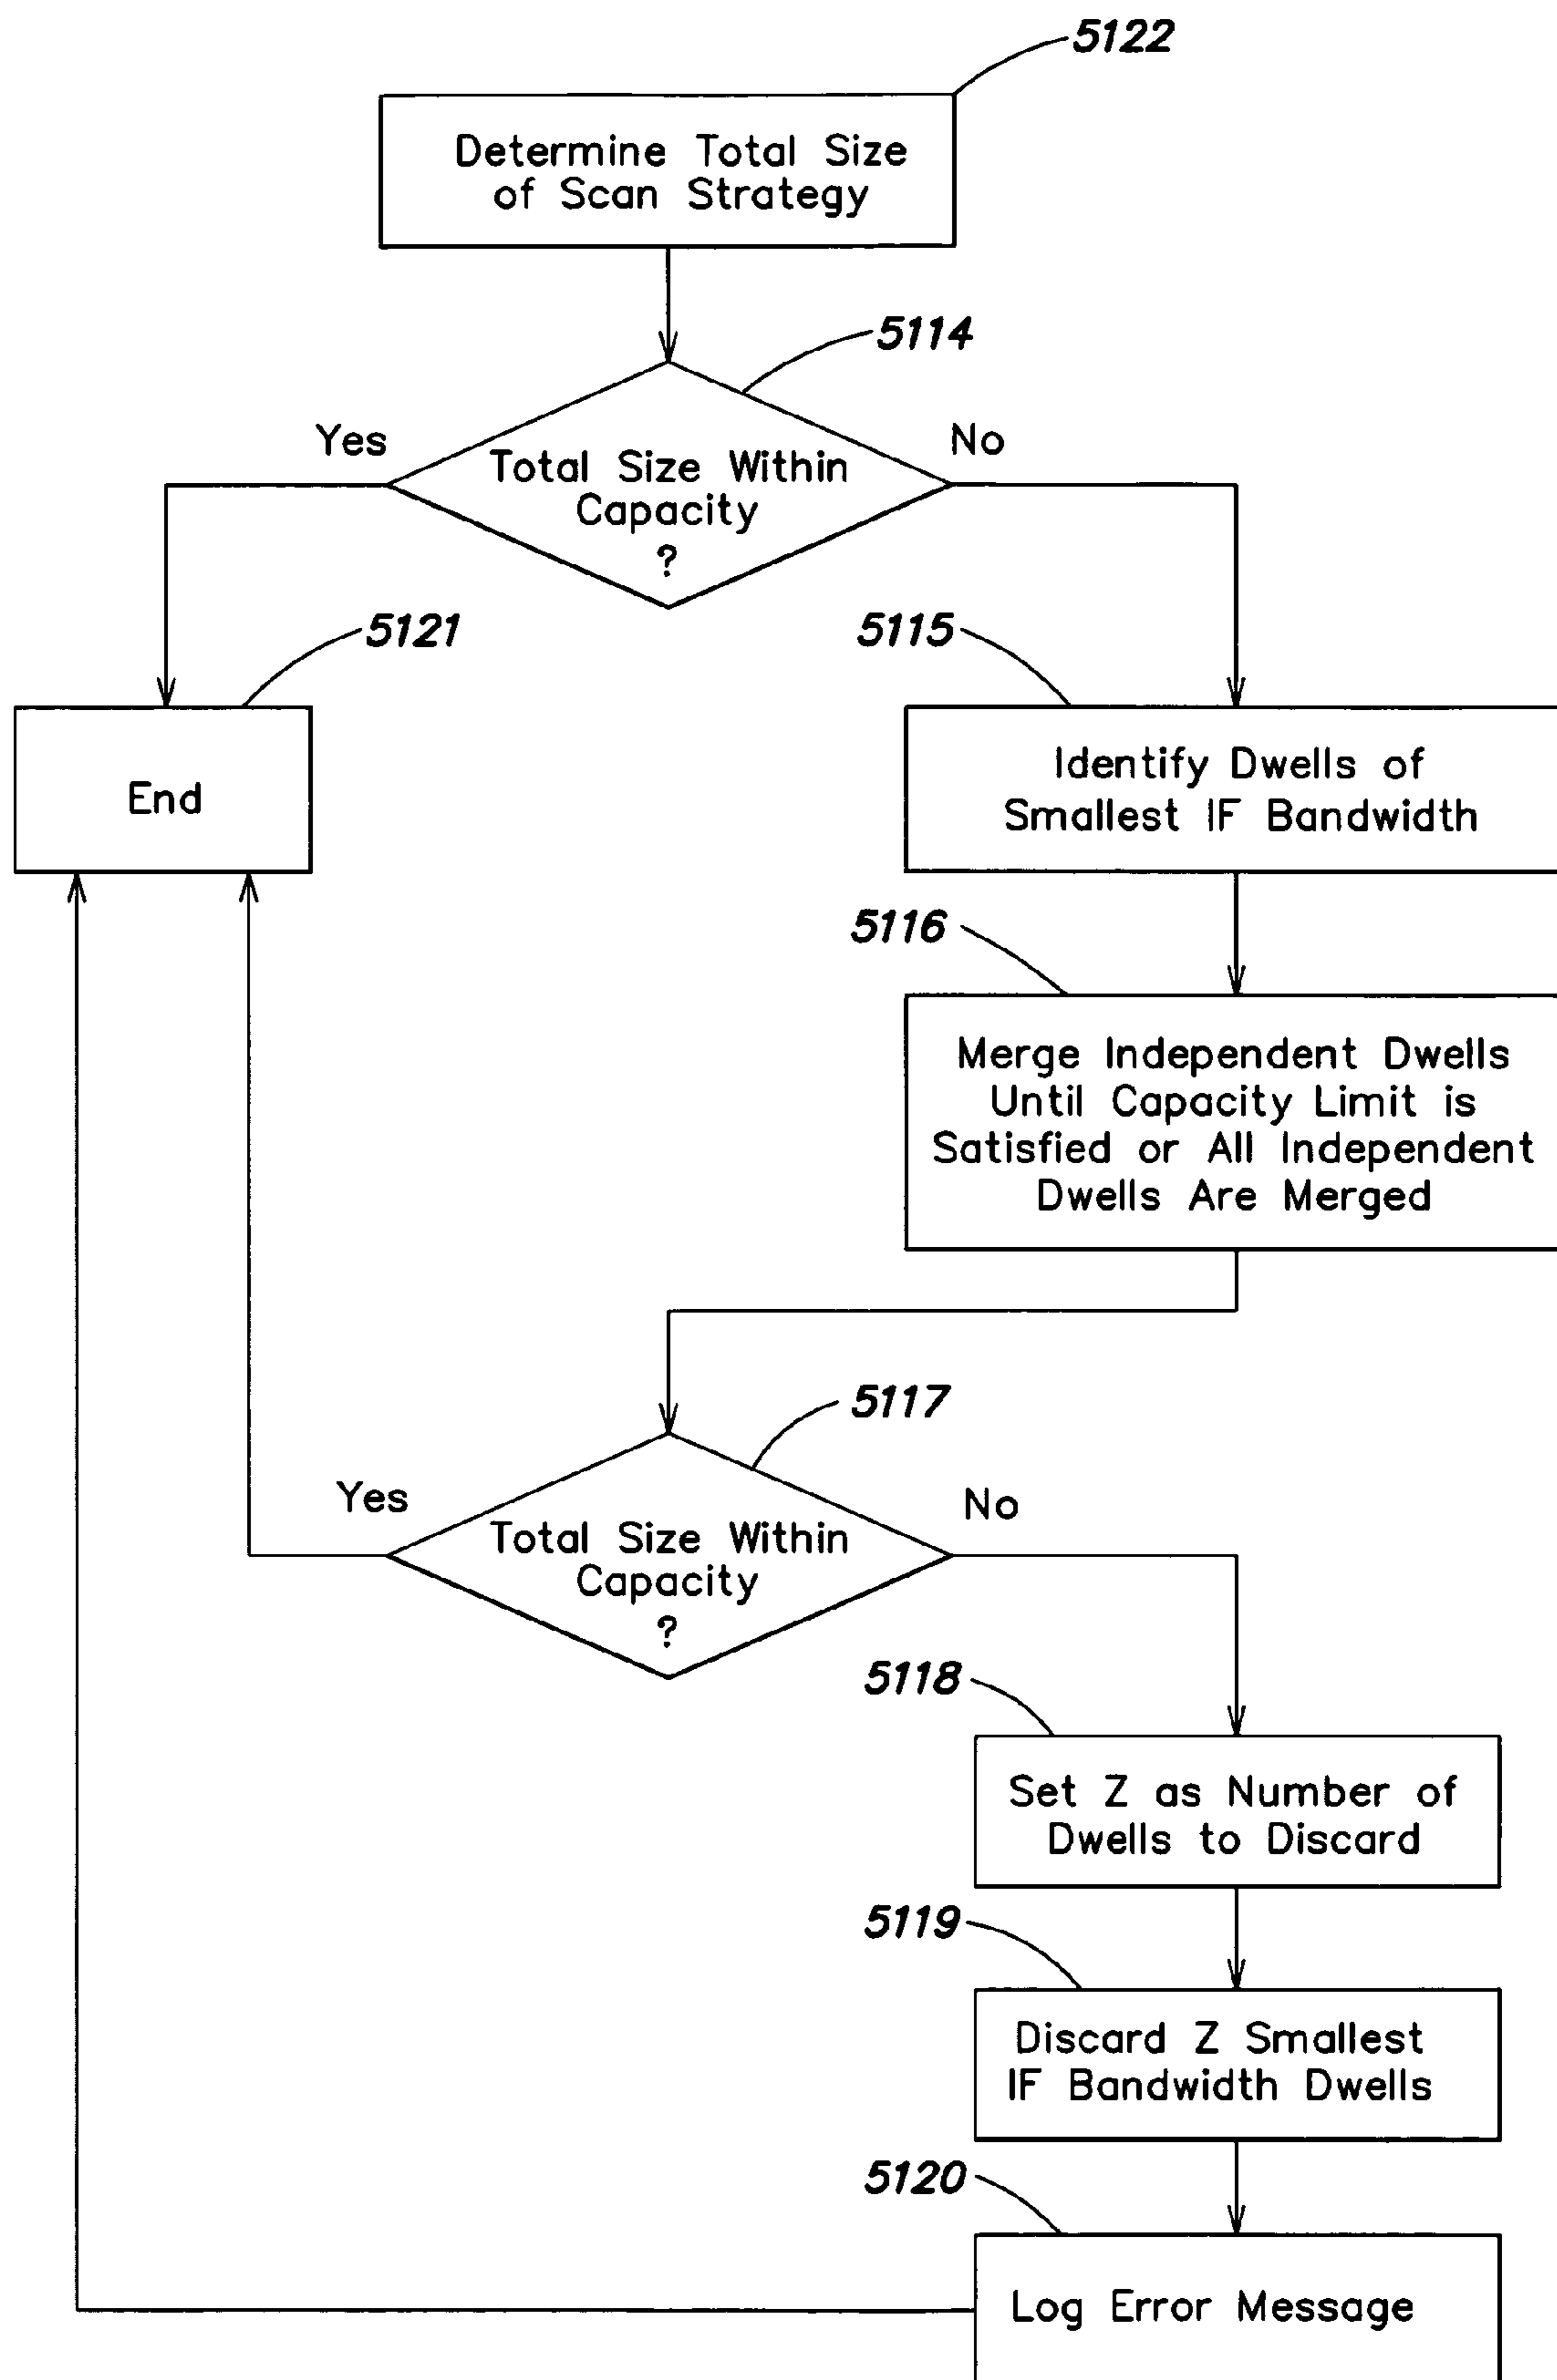 5122
Determine Total Size
of Scan Strategy
5114
Yes
No
Total Size Within
Capacity
?
5121
5115
End
Identify Dwells of
Smallest IF Bandwidth
5116
Merge Independent Dwells
Until Capacity Limit is
Satisfied or All Independent
Dwells Are Merged
5117
Yes
No
Total Size Within
Capacity
?
5118
Set Z as Number of
Dwells to Discard
5119
Discard Z Smallest
IF Bandwidth Dwells
5120
Log Error Message